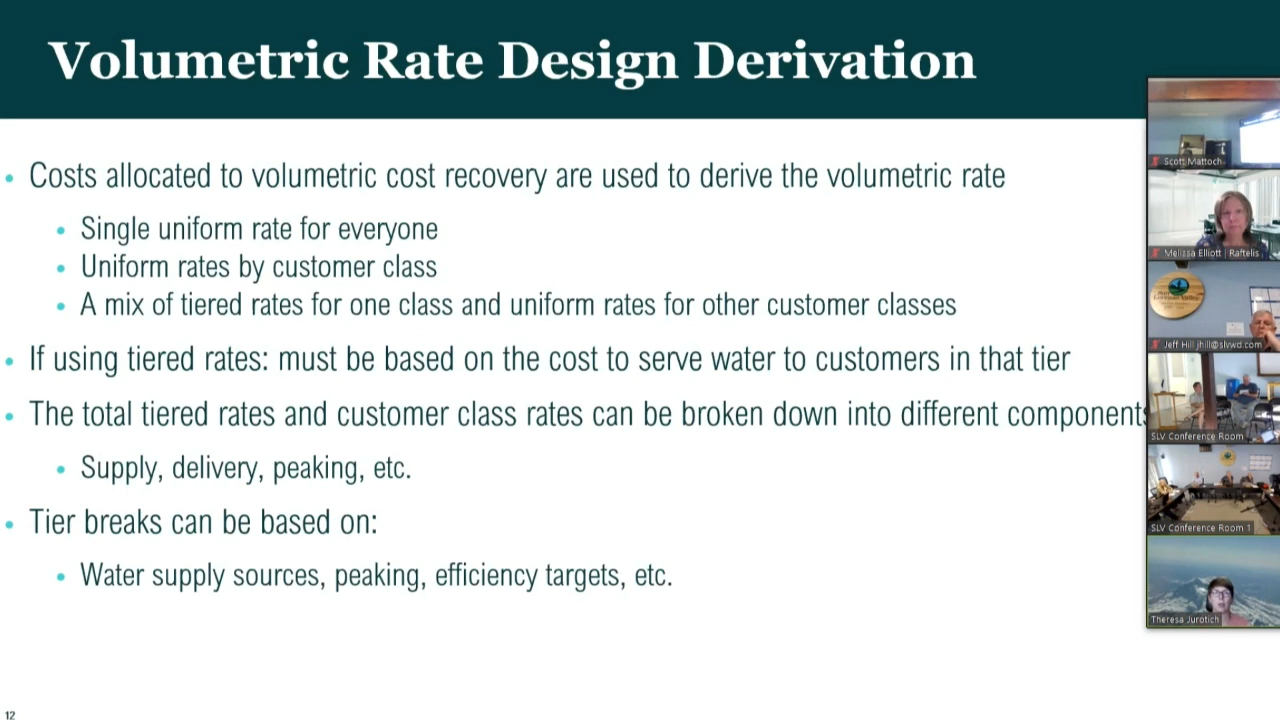 Volumetric Rate Design Derivation
• Costs allocated to volumetric cost recovery are used to derive the volumetric rate
• Single uniform rate for everyone
• Uniform rates by customer class
• A mix of tiered rates for one class and uniform rates for other customer classes
• If using tiered rates: must be based on the cost to serve water to customers in that tier
• The total tiered rates and customer class rates can be broken down into different components
• Supply, delivery, peaking, etc.
• Tier breaks can be based on:
• Water supply sources, peaking, efficiency targets, etc.
12
Scott Mattoch
Melissa Elliott | Raftelis
Jeff Hill jhill@slvwd.com
SLV Conference Room
SLV Conference Room 1
Theresa Jurotich